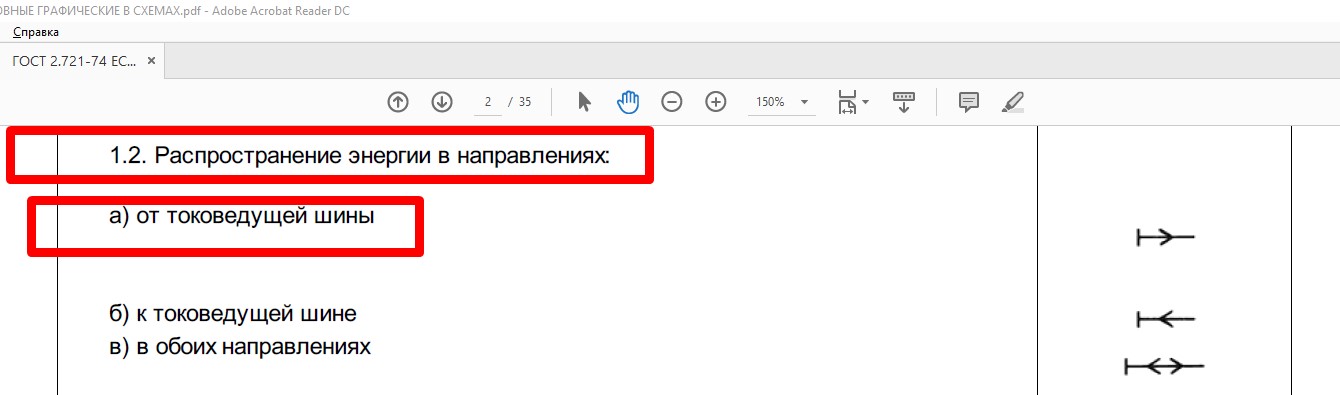 ОВНЫЕ ГРАФИЧЕСКИЕ В СХЕМАХ.pdf - Adobe Acrobat Reader DC
Справка
ГОСТ 2.721-74 ЕС... ×
2 / 35 150%
1.2. Распространение энергии в направлениях:
а) от токоведущей шины
б) к токоведущей шине
в) в обоих направлениях